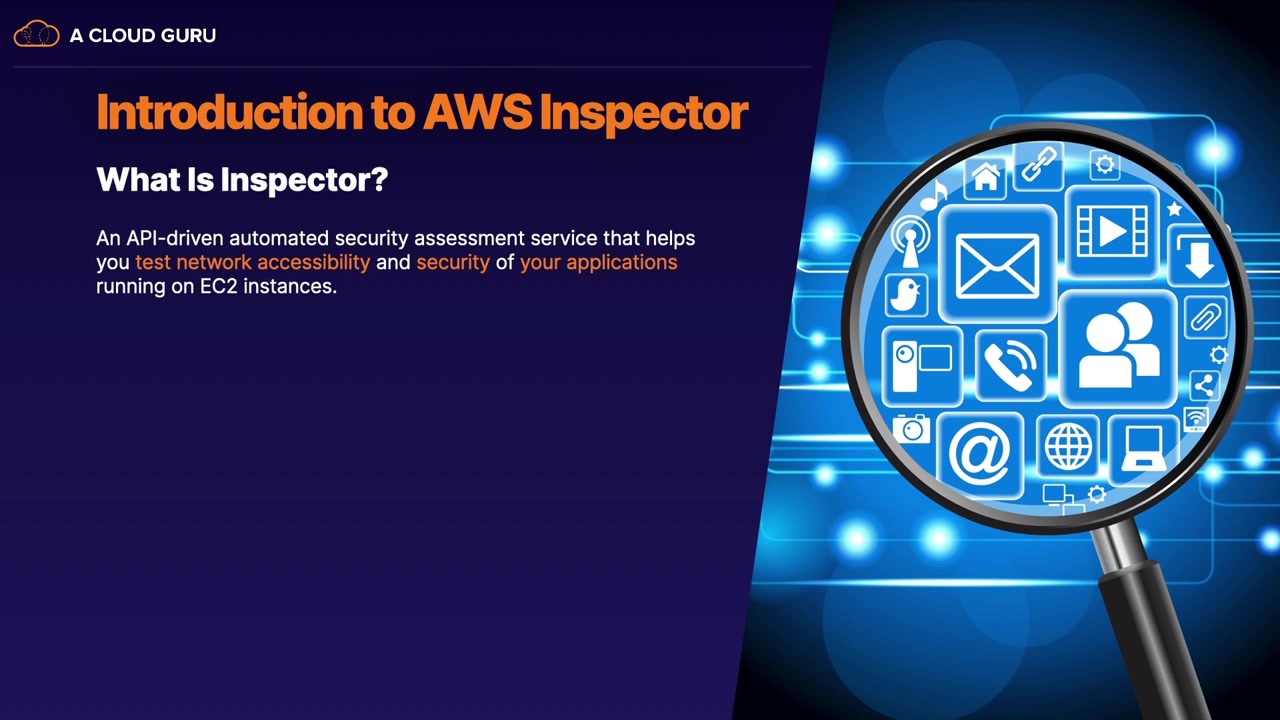 A CLOUD GURU
Introduction to AWS Inspector
What Is Inspector?
An API-driven automated security assessment service that helps
you test network accessibility and security of your applications
running on EC2 instances.
@